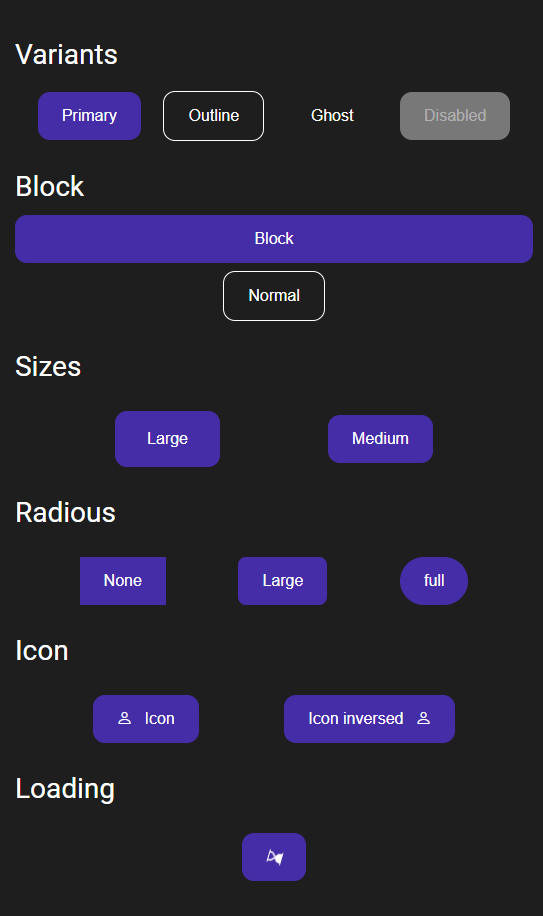 Variants
Primary Outline Ghost Disabled
Block
Block
Normal
Sizes
Large Medium
Radious
None Large full
Icon
Icon Icon inversed
Loading